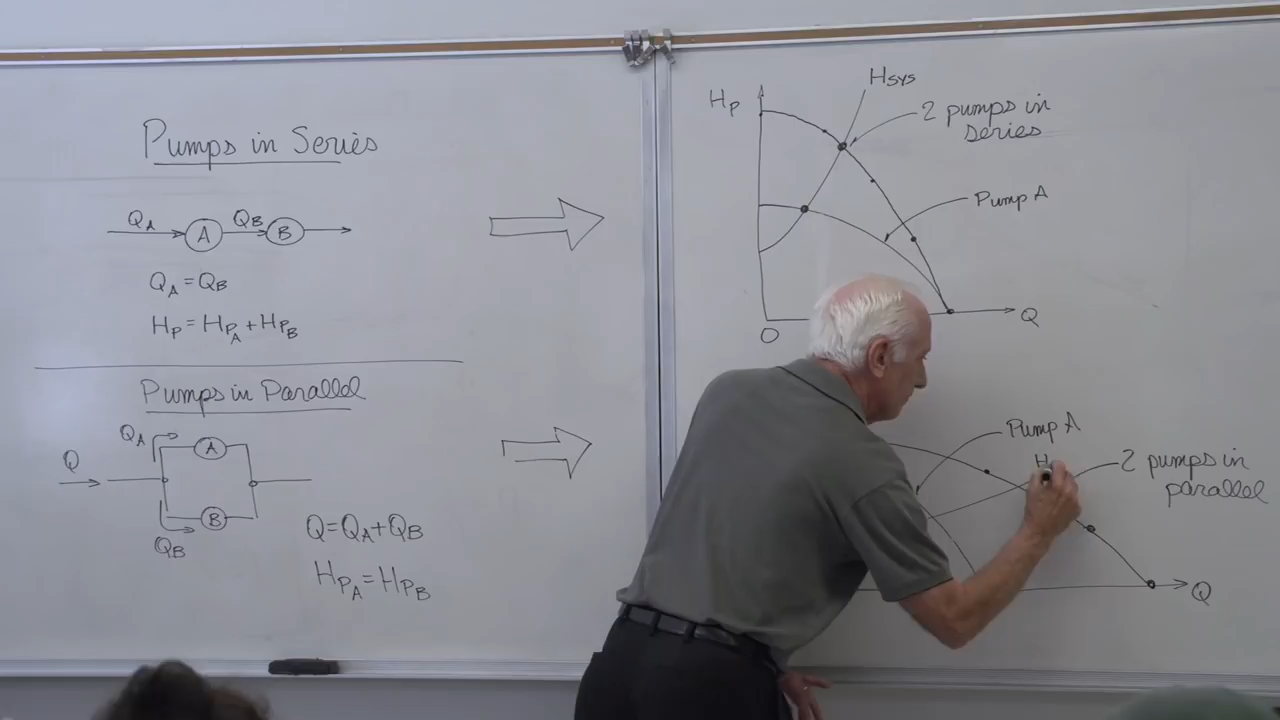 Pumps in Series
QA
QB
A
B
QA = QB
HP = HPA + HPB
Pumps in Parallel
QA
A
Q
B
QB
Q = QA + QB
HPA = HPB
HP
HSYS
2 pumps in
series
Pump A
O
Q
Pump A
H
2 pumps in
parallel
Q